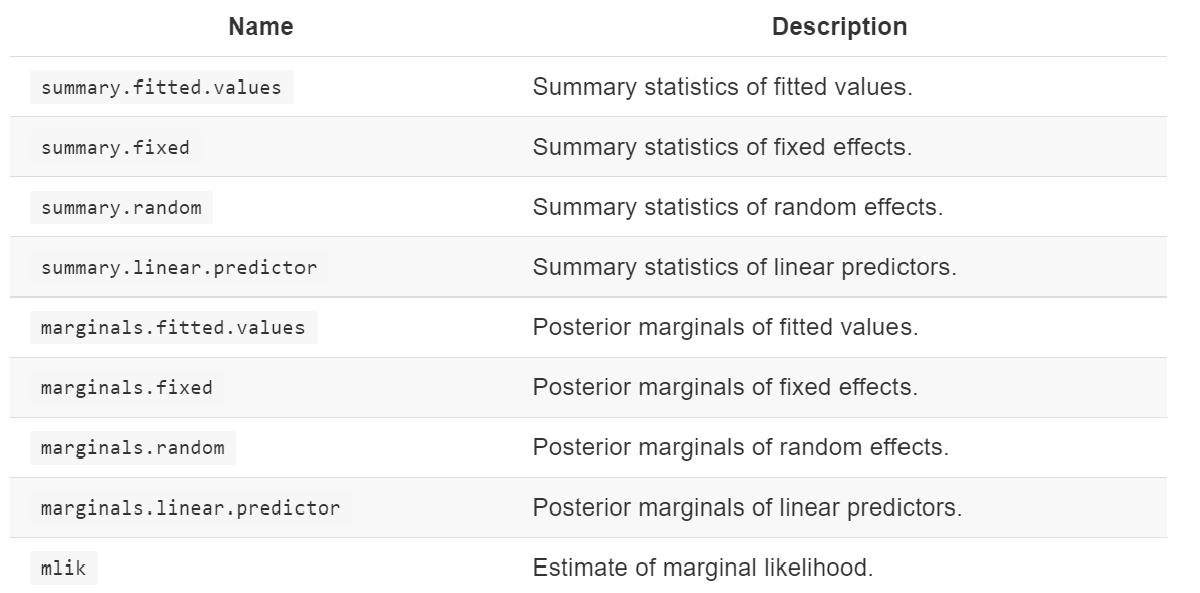 Name Description
summary.fitted.values Summary statistics of fitted values.
summary.fixed Summary statistics of fixed effects.
summary.random Summary statistics of random effects.
summary.linear.predictor Summary statistics of linear predictors.
marginals.fitted.values Posterior marginals of fitted values.
marginals.fixed Posterior marginals of fixed effects.
marginals.random Posterior marginals of random effects.
marginals.linear.predictor Posterior marginals of linear predictors.
mlik Estimate of marginal likelihood.